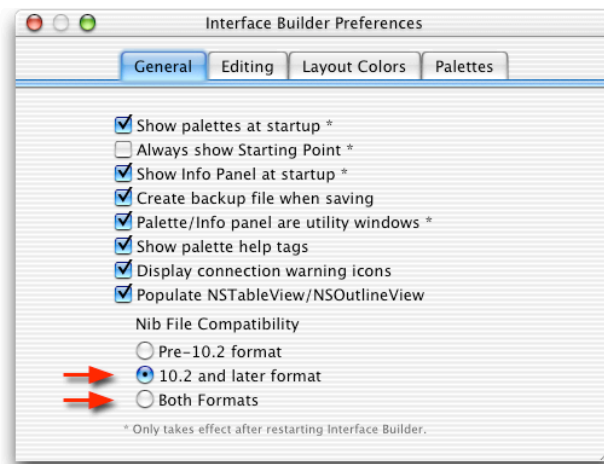 Interface Builder Preferences
General Editing Layout Colors Palettes
Show palettes at startup *
Always show Starting Point *
Show Info Panel at startup *
Create backup file when saving
Palette/Info panel are utility windows *
Show palette help tags
Display connection warning icons
Populate NSTableView/NSOutlineView
Nib File Compatibility
Pre-10.2 format
10.2 and later format
Both Formats
* Only takes effect after restarting Interface Builder.